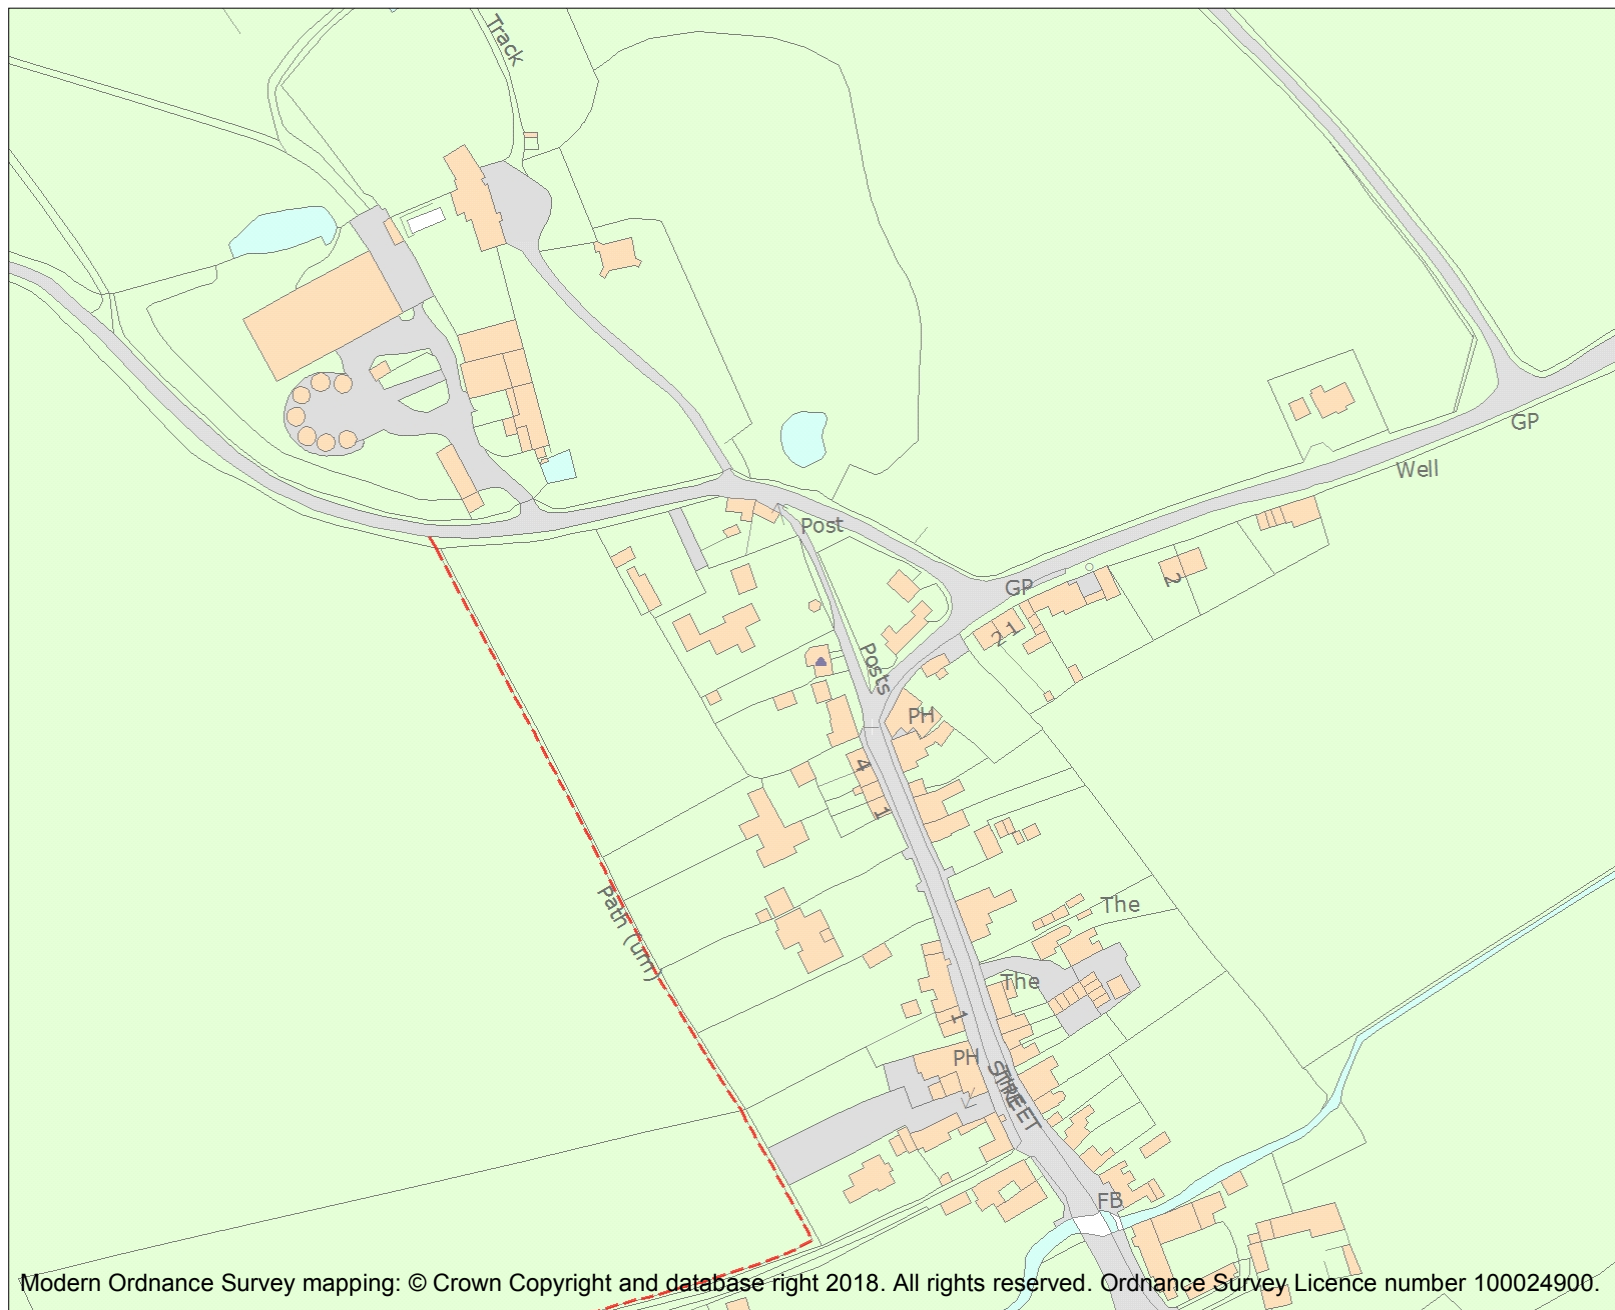 Track
GP
Well
Post
GP
2
2 1
Posts
PH
4
1
Path (um)
The
The
1
PH
THE
STREET
FB
Modern Ordnance Survey mapping: © Crown Copyright and database right 2018. All rights reserved. Ordnance Survey Licence number 100024900.